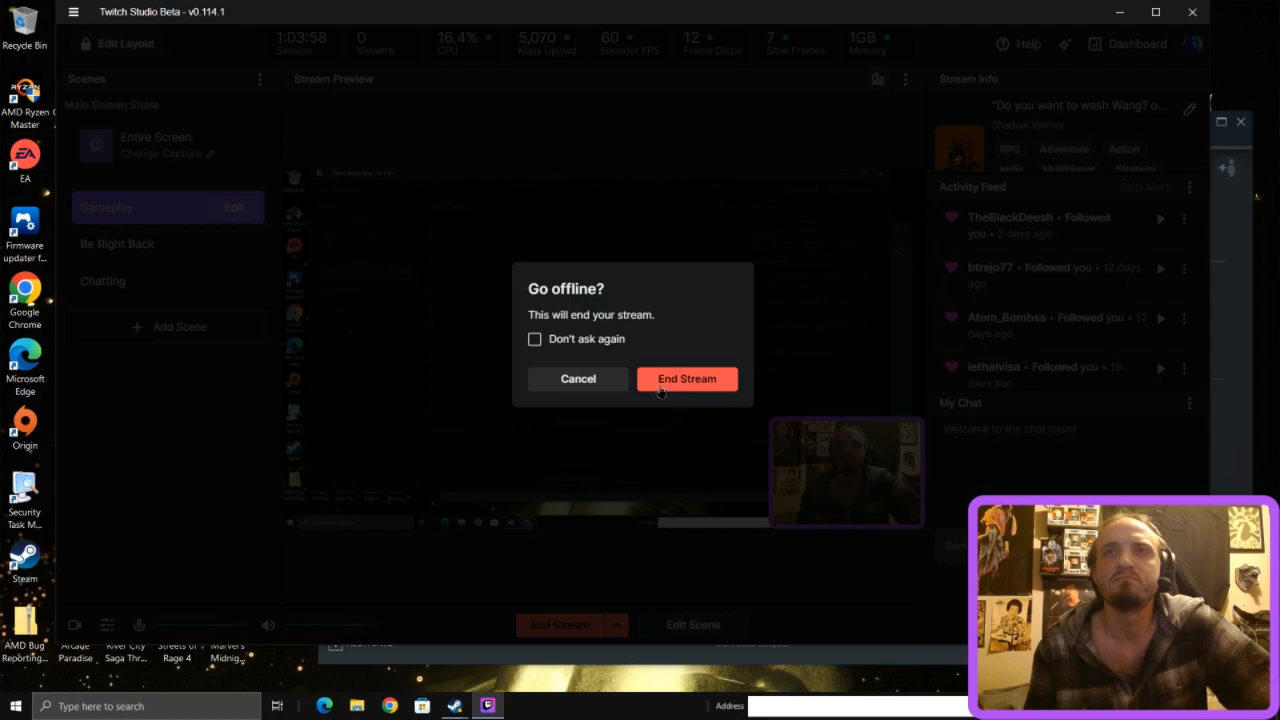 Twitch Studio Beta - v0.114.1
Recycle Bin
AMD Ryzen
Master
EA
Firmware
updater f...
Google
Chrome
Microsoft
Edge
Origin
Security
Task M...
Steam
AMD Bug
Reporting...
Arcade
Paradise
River City
Saga Thr...
Streets of
Rage 4
Marvel's
Midnig...
Edit Layout
1:03:58
Session
0
Viewers
16.4%
CPU
5,070
Kbps Upload
60
Encoder FPS
12
Frame Drops
7
Slow Frames
1GB
Memory
Help
Dashboard
Scenes
Main Screen Share
Entire Screen
Change Capture
Gameplay
Edit
Be Right Back
Chatting
+ Add Scene
Stream Preview
Go offline?
This will end your stream.
Don't ask again
Cancel
End Stream
End Stream
Edit Scene
Stream Info
"Do you want to wash Wang? o...
Shadow Warrior
RPG
Adventure
Action
Indie
Multiplayer
Strategy
Activity Feed
Skip Alert
TheBlackDeesh • Followed
you • 2 days ago
btrejo77 • Followed you • 12 days
ago
Atom_Bombss • Followed you • 12
days ago
lethalvisa • Followed you • 19
days ago
My Chat
Welcome to the chat room!
Type here to search
Address